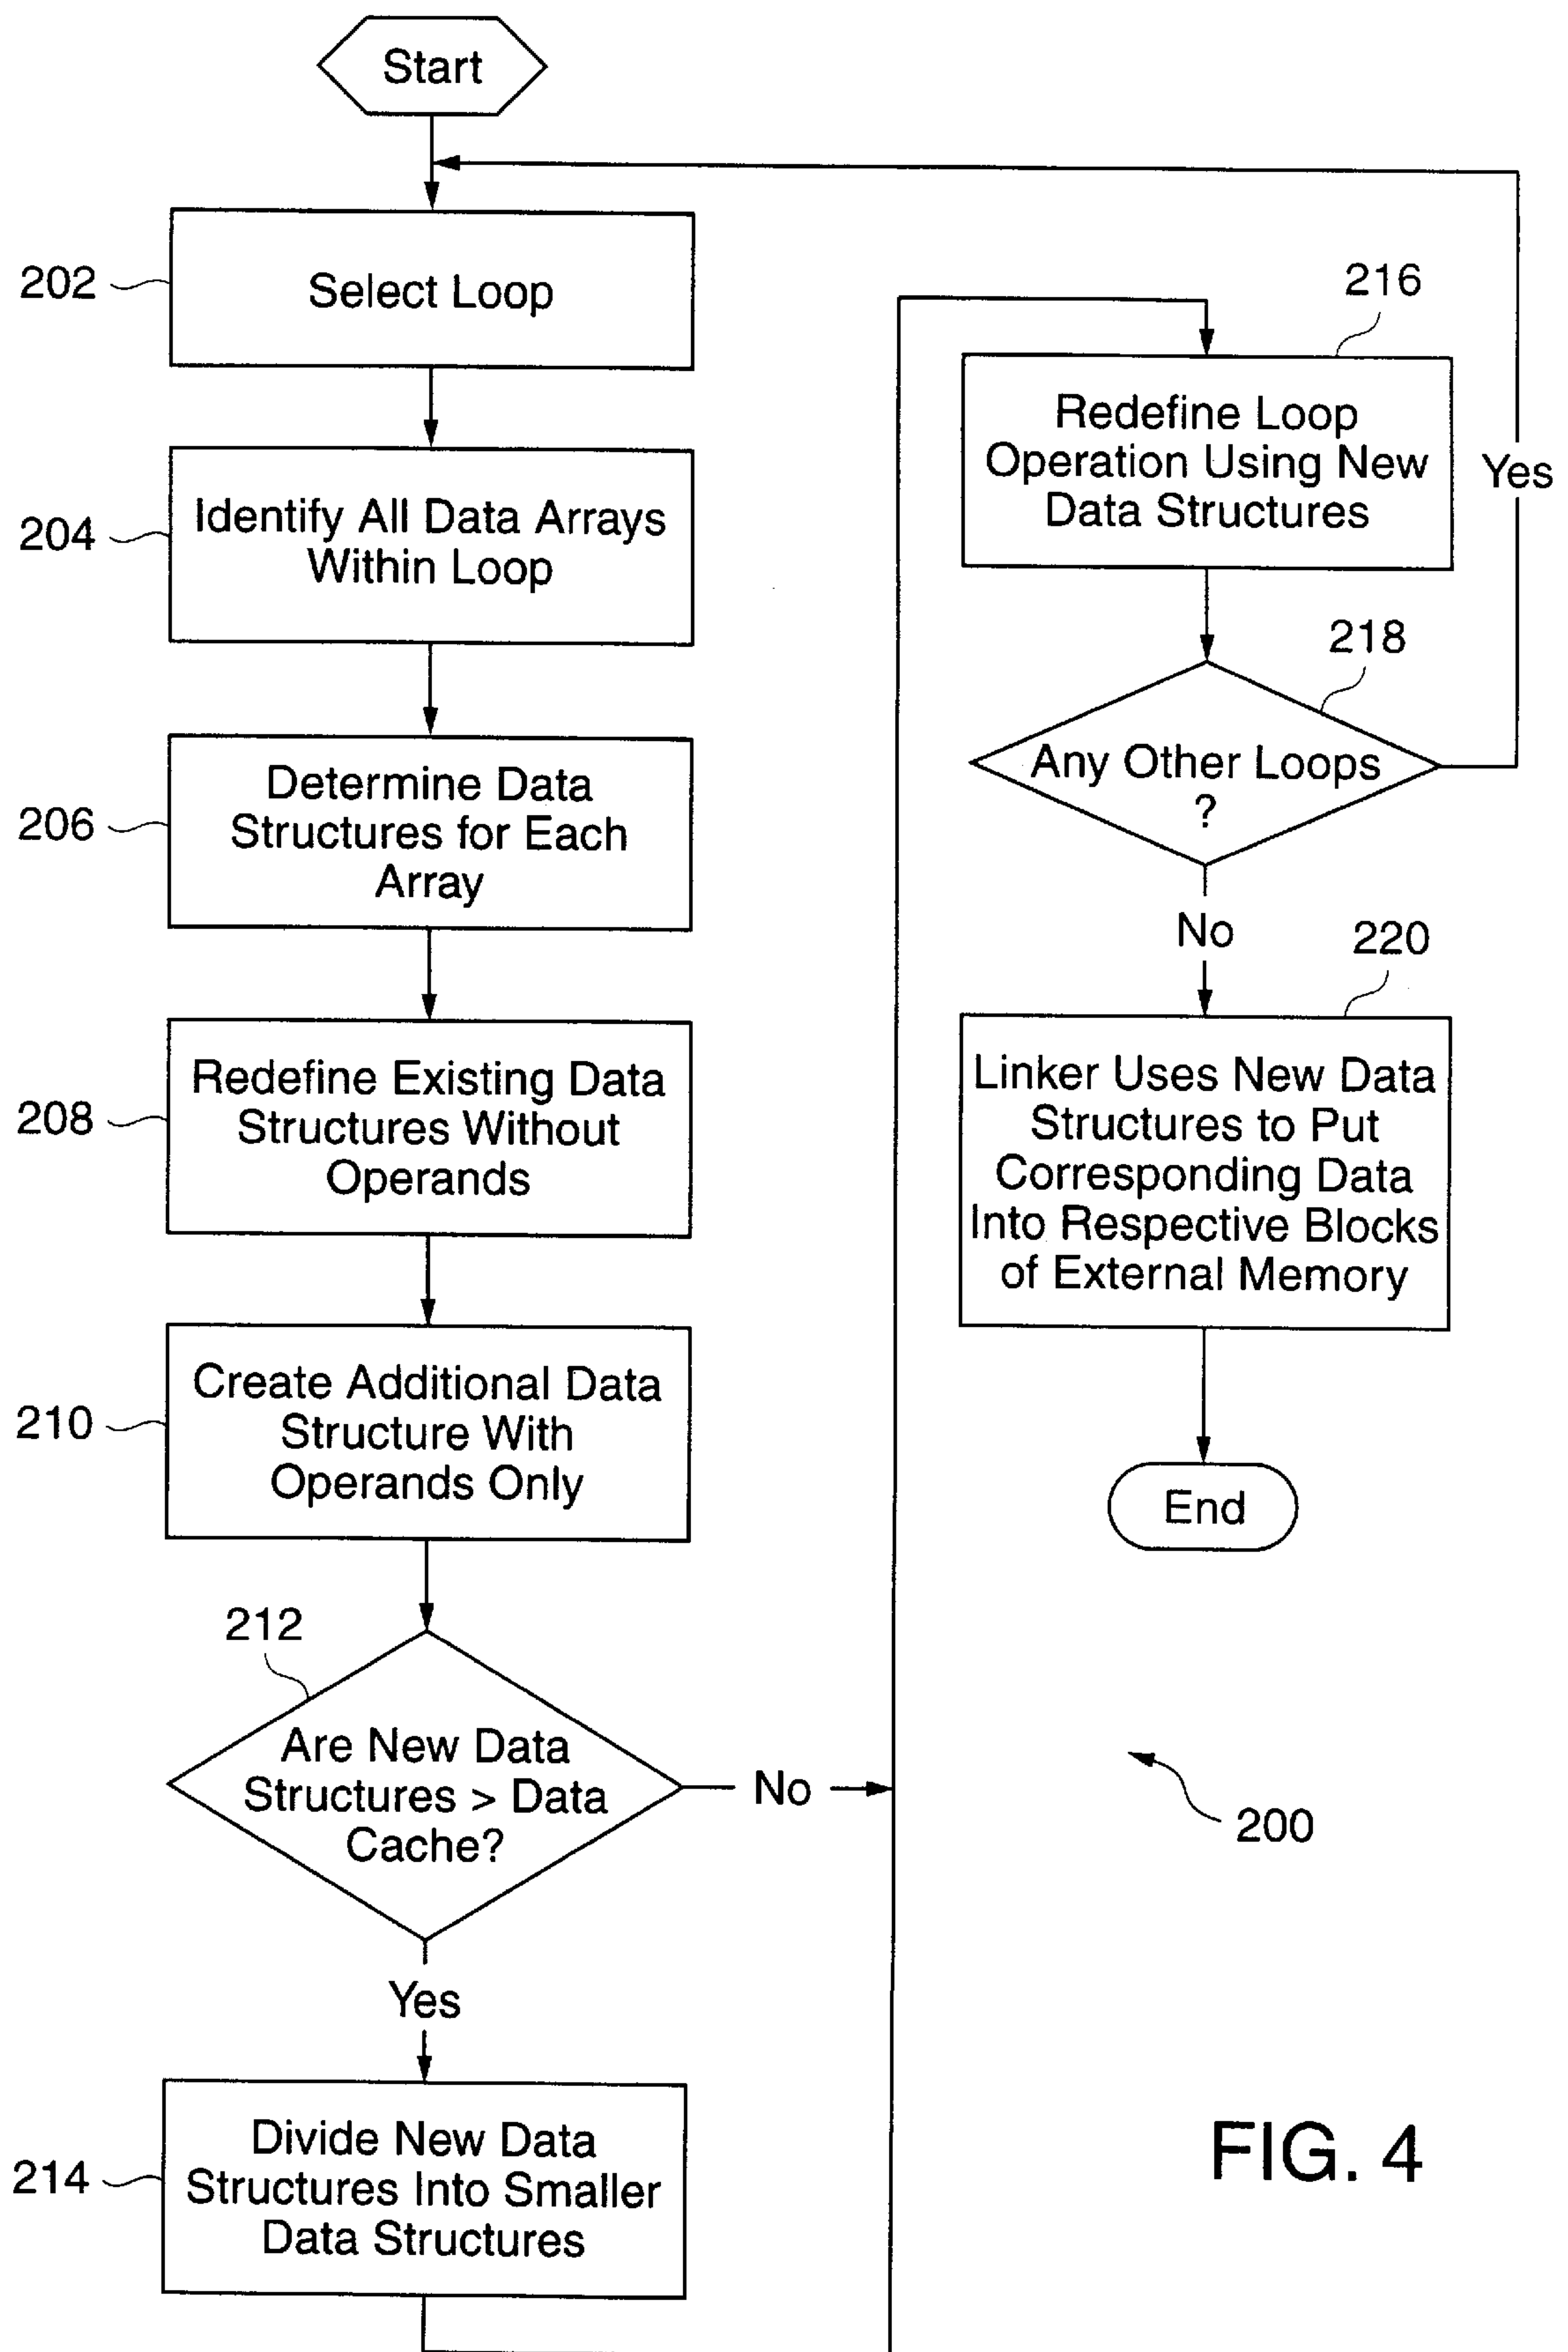 Start
202
Select Loop
204
Identify All Data Arrays
Within Loop
206
Determine Data
Structures for Each
Array
208
Redefine Existing Data
Structures Without
Operands
210
Create Additional Data
Structure With
Operands Only
212
Are New Data
Structures > Data
Cache?
No
Yes
214
Divide New Data
Structures Into Smaller
Data Structures
216
Redefine Loop
Operation Using New
Data Structures
Yes
218
Any Other Loops
?
No
220
Linker Uses New Data
Structures to Put
Corresponding Data
Into Respective Blocks
of External Memory
End
200
FIG. 4